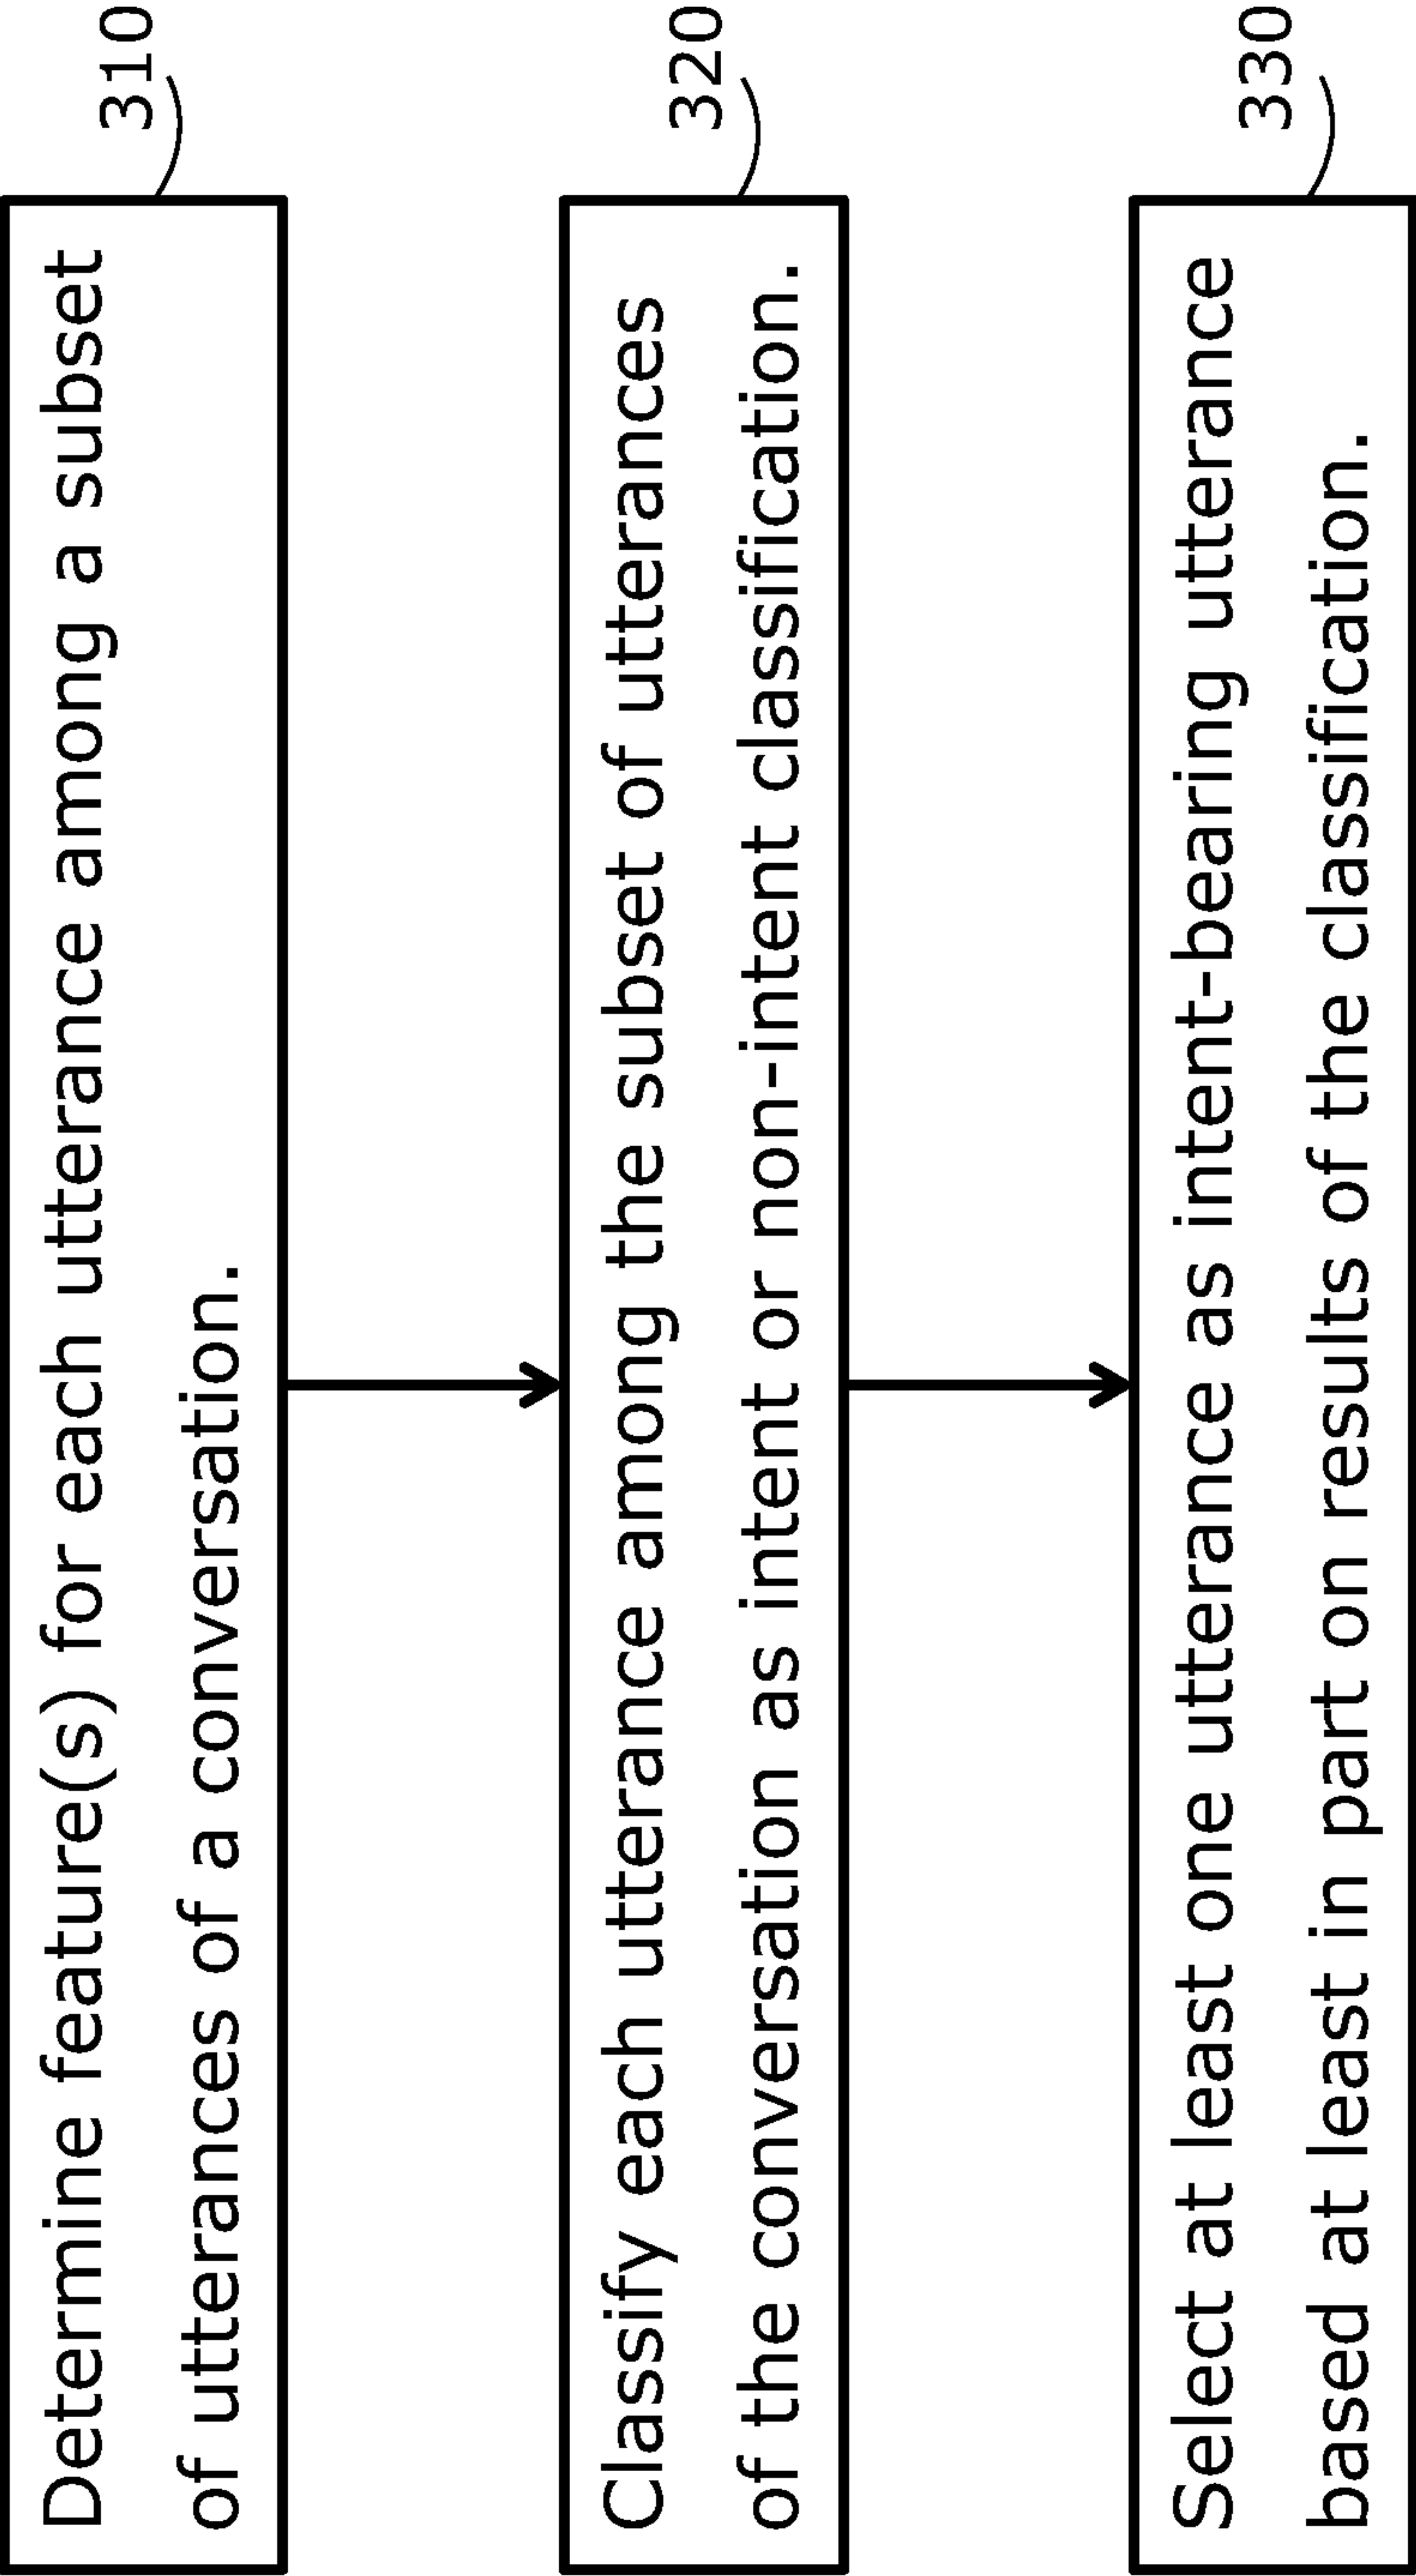 Determine feature(s) for each utterance among a subset
of utterances of a conversation.
310
Classify each utterance among the subset of utterances
of the conversation as intent or non-intent classification.
320
Select at least one utterance as intent-bearing utterance
based at least in part on results of the classification.
330